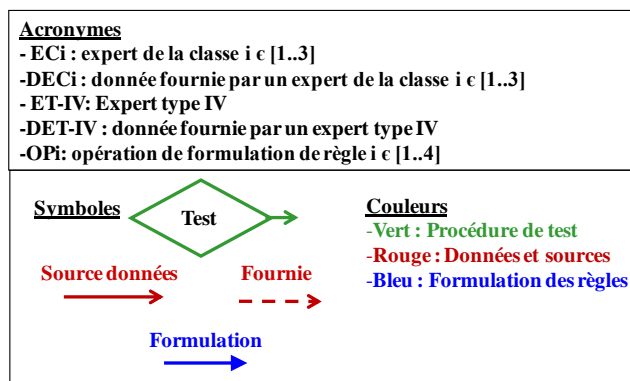 Acronymes
- ECi : expert de la classe i є [1..3]
-DECi : donnée fournie par un expert de la classe i є [1..3]
- ET-IV: Expert type IV
-DET-IV : donnée fournie par un expert type IV
-OPi: opération de formulation de règle i є [1..4]
Symboles
Test
Couleurs
-Vert : Procédure de test
-Rouge : Données et sources
-Bleu : Formulation des règles
Source données
Fournie
Formulation